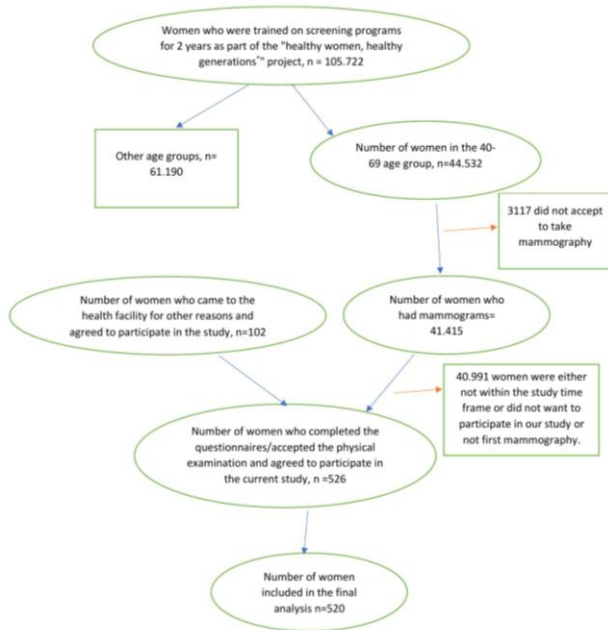 Women who were trained on screening programs
for 2 years as part of the "healthy women, healthy
generations*" project, n = 105.722
Other age groups, n=
61.190
Number of women in the 40-
69 age group, n=44.532
3117 did not accept
to take
mammography
Number of women who came to the
health facility for other reasons and
agreed to participate in the study, n=102
Number of women who
had mammograms=
41.415
40.991 women were either
not within the study time
frame or did not want to
participate in our study or
not first mammography.
Number of women who completed the
questionnaires/accepted the physical
examination and agreed to participate in
the current study, n =526
Number of women
included in the final
analysis n=520